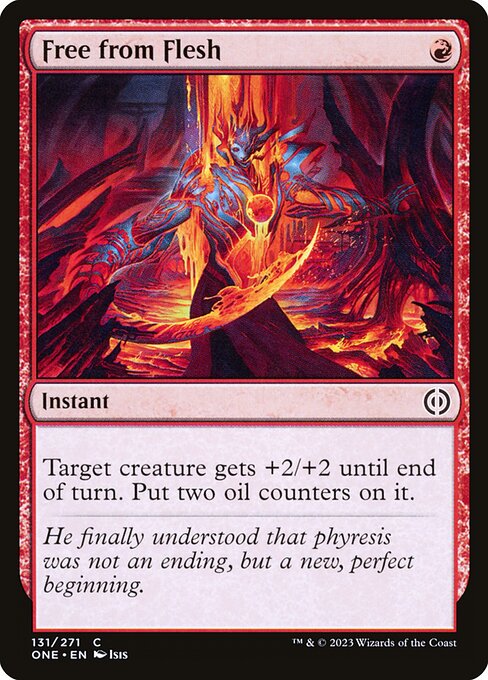 Free from Flesh
Instant
Target creature gets +2/+2 until end
of turn. Put two oil counters on it.
He finally understood that phyresis
was not an ending, but a new, perfect
beginning.
131/271 C
ONE • EN Isis
™ & © 2023 Wizards of the Coast